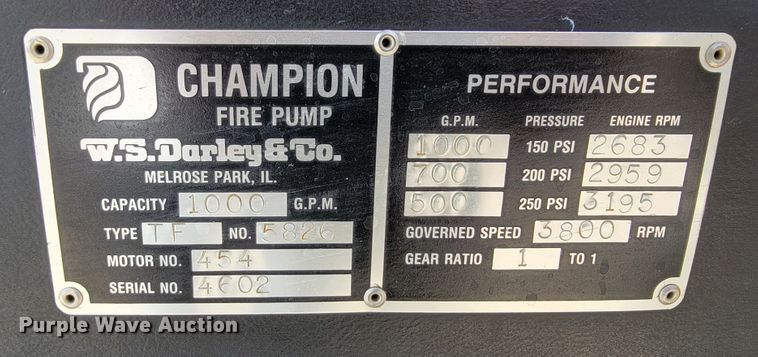 CHAMPION
FIRE PUMP
W.S. Darley & Co.
MELROSE PARK, IL.
CAPACITY 1000 G.P.M.
TYPE TF NO. 5826
MOTOR NO. 454
SERIAL NO. 4602
PERFORMANCE
G.P.M. PRESSURE ENGINE RPM
1000 150 PSI 2683
700 200 PSI 2959
500 250 PSI 3195
GOVERNED SPEED 3800 RPM
GEAR RATIO 1 TO 1
Purple Wave Auction